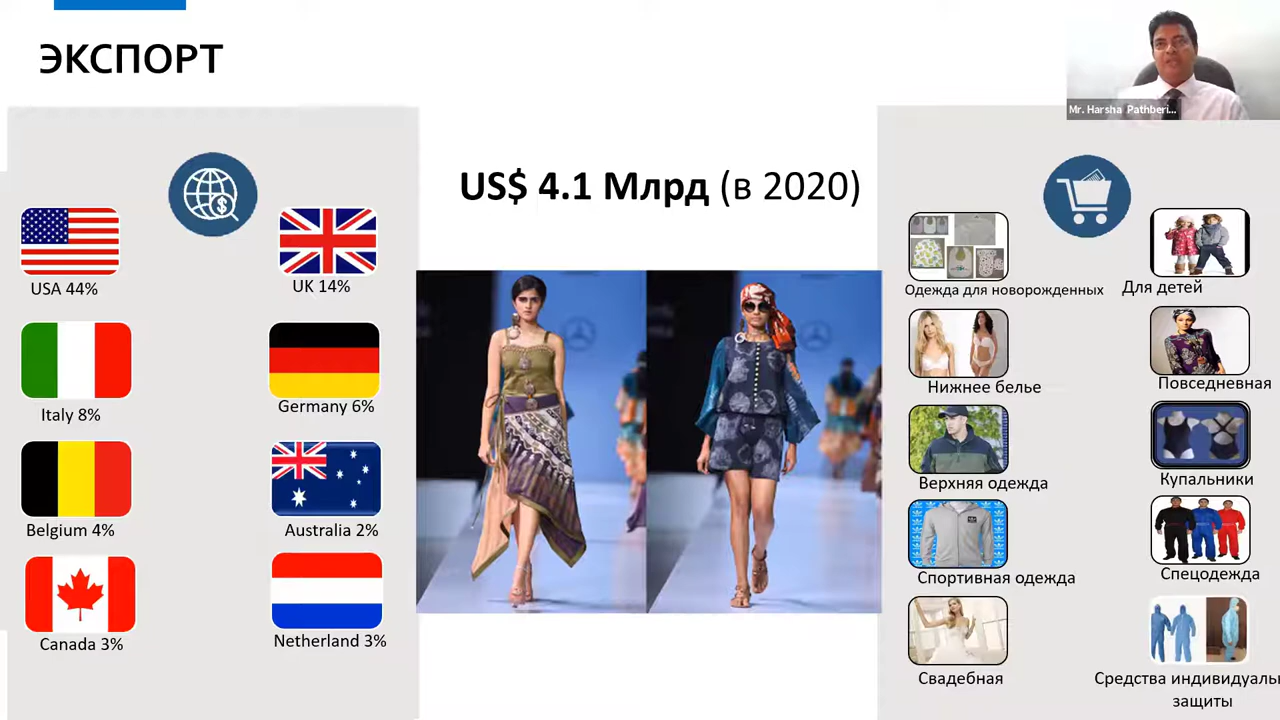 ЭКСПОРТ
Mr. Harsha Pathberi...
US$ 4.1 Млрд (в 2020)
USA 44%
UK 14%
Italy 8%
Germany 6%
Belgium 4%
Australia 2%
Canada 3%
Netherland 3%
Одежда для новорожденных
Для детей
Нижнее белье
Повседневная
Верхняя одежда
Купальники
Спортивная одежда
Спецодежда
Свадебная
Средства индивидуаль
защиты